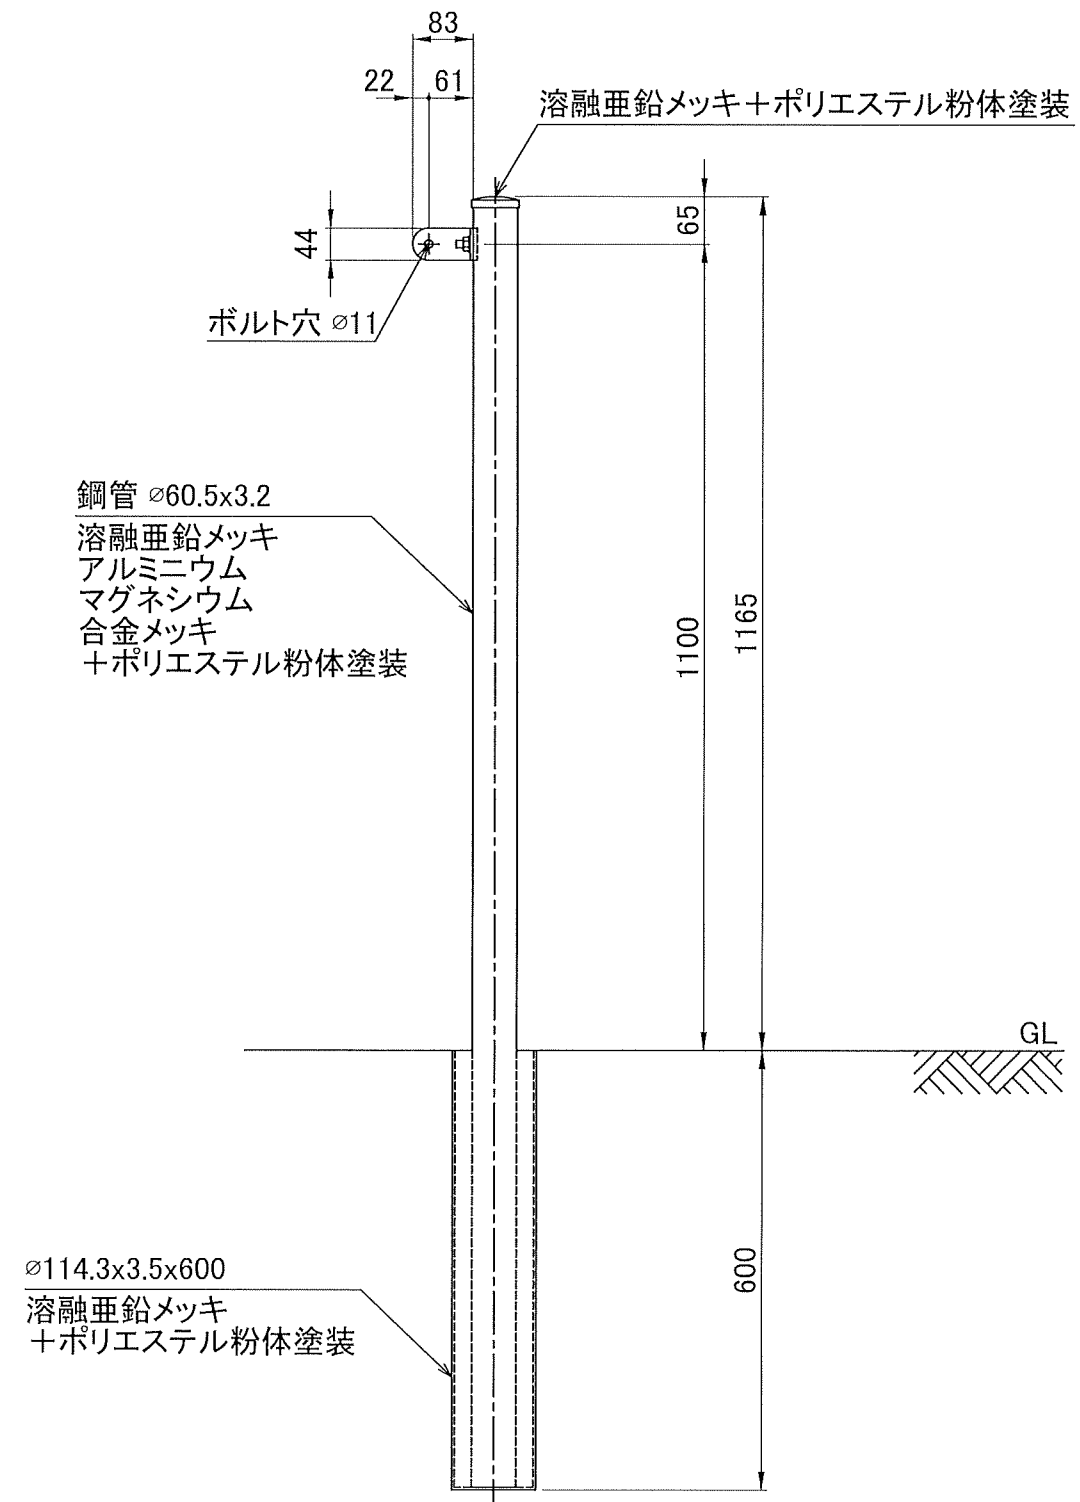 83
22
61
溶融亜鉛メッキ＋ポリエステル粉体塗装
65
44
ボルト穴 ⌀11
鋼管 ⌀60.5x3.2
溶融亜鉛メッキ
アルミニウム
マグネシウム
合金メッキ
＋ポリエステル粉体塗装
1100
1165
GL
600
⌀114.3x3.5x600
溶融亜鉛メッキ
＋ポリエステル粉体塗装